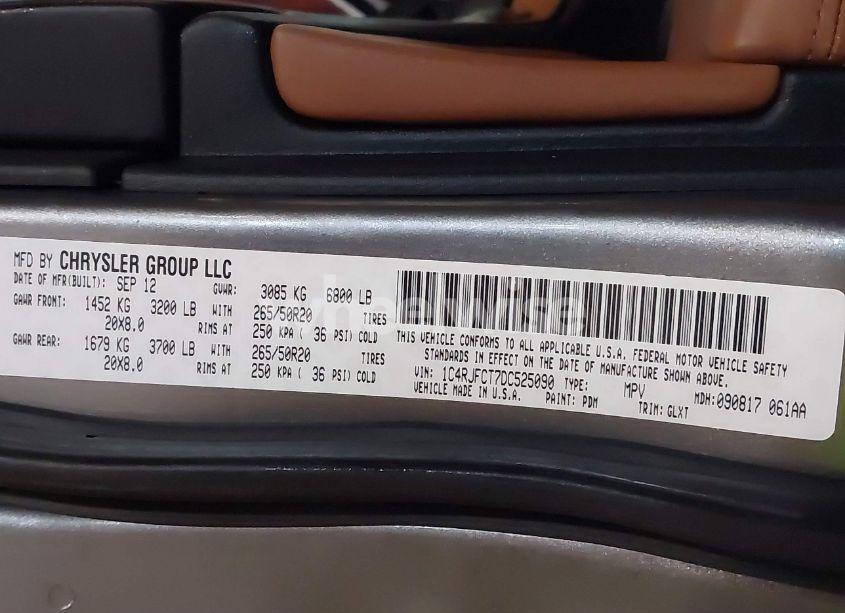 MFD BY CHRYSLER GROUP LLC
DATE OF MFR(BUILT): SEP 12 GVWR: 3085 KG 6800 LB
GAWR FRONT: 1452 KG 3200 LB WITH 265/50R20 TIRES
20X8.0 RIMS AT 250 KPA ( 36 PSI) COLD
GAWR REAR: 1679 KG 3700 LB WITH 265/50R20 TIRES
20X8.0 RIMS AT 250 KPA ( 36 PSI) COLD
THIS VEHICLE CONFORMS TO ALL APPLICABLE U.S.A. FEDERAL MOTOR VEHICLE SAFETY
STANDARDS IN EFFECT ON THE DATE OF MANUFACTURE SHOWN ABOVE.
VIN: 1C4RJFCT7DC525090 TYPE: MPV MDH:090817 061AA
VEHICLE MADE IN U.S.A. PAINT: PDM TRIM: GLXT